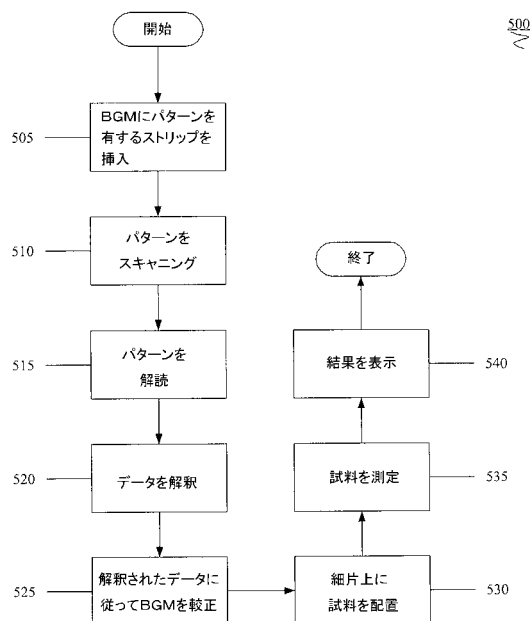 500
開始
505
BGMにパターンを
有するストリップを
挿入
510
パターンを
スキャニング
515
パターンを
解読
520
データを解釈
525
解釈されたデータに
従ってBGMを較正
530
細片上に
試料を配置
535
試料を測定
540
結果を表示
終了